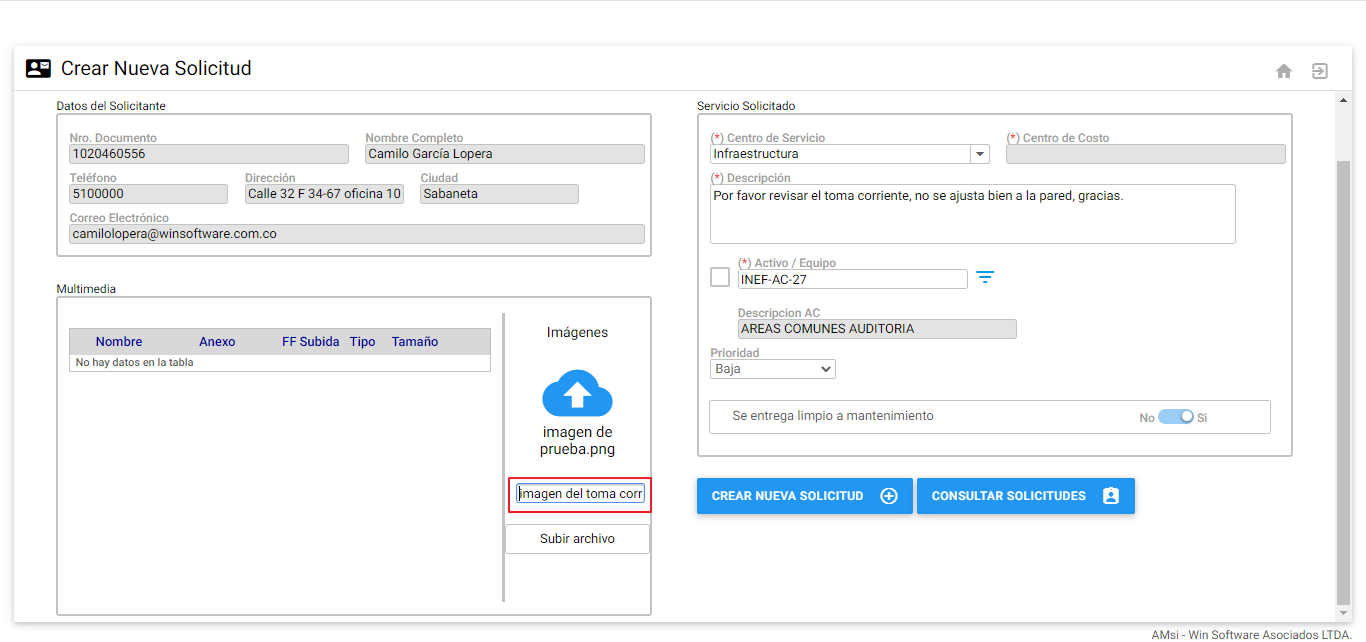 Crear Nueva Solicitud
Datos del Solicitante
Nro. Documento
1020460556
Nombre Completo
Camilo García Lopera
Teléfono
5100000
Dirección
Calle 32 F 34-67 oficina 10
Ciudad
Sabaneta
Correo Electrónico
camilolopera@winsoftware.com.co
Multimedia
Nombre Anexo FF Subida Tipo Tamaño
No hay datos en la tabla
Imágenes
imagen de
prueba.png
imagen del toma corr
Subir archivo
Servicio Solicitado
(*) Centro de Servicio
Infraestructura
(*) Centro de Costo
(*) Descripción
Por favor revisar el toma corriente, no se ajusta bien a la pared, gracias.
(*) Activo / Equipo
INEF-AC-27
Descripcion AC
AREAS COMUNES AUDITORIA
Prioridad
Baja
Se entrega limpio a mantenimiento
No Si
CREAR NUEVA SOLICITUD
CONSULTAR SOLICITUDES
AMsi - Win Software Asociados LTDA.